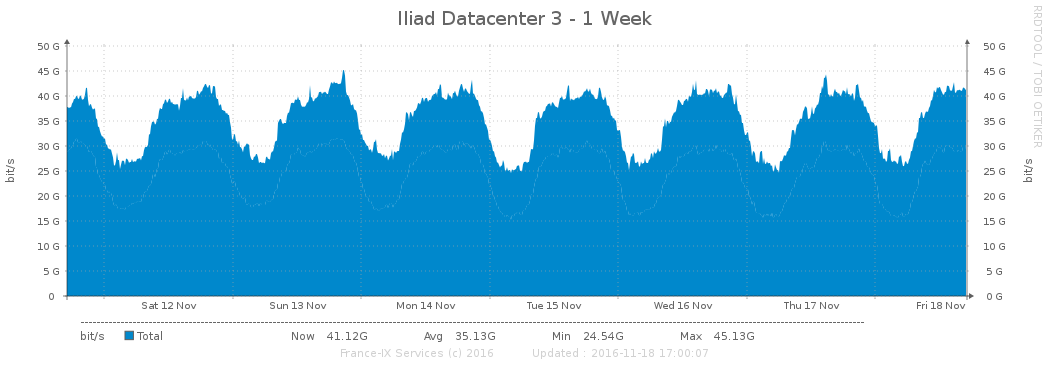 Iliad Datacenter 3 - 1 Week
RRDTOOL / TOBI OETIKER
50 G 50 G
45 G 45 G
40 G 40 G
35 G 35 G
30 G 30 G
25 G 25 G
20 G 20 G
15 G 15 G
10 G 10 G
5 G 5 G
0 0 G
bit/s
bit/s
Sat 12 Nov Sun 13 Nov Mon 14 Nov Tue 15 Nov Wed 16 Nov Thu 17 Nov Fri 18 Nov
bit/s Total Now 41.12G Avg 35.13G Min 24.54G Max 45.13G
France-IX Services (c) 2016 Updated : 2016-11-18 17:00:07